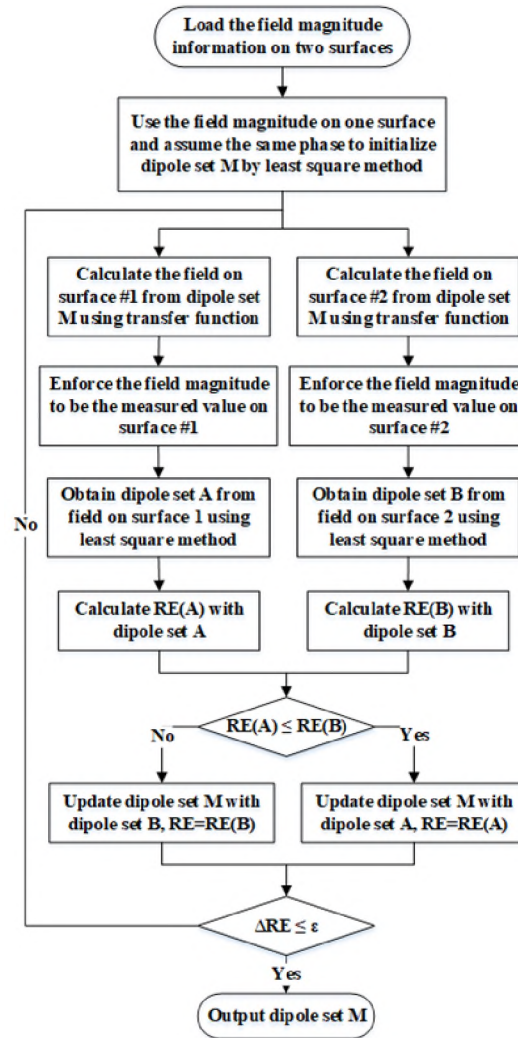 Load the field magnitude
information on two surfaces
Use the field magnitude on one surface
and assume the same phase to initialize
dipole set M by least square method
Calculate the field on
surface #1 from dipole set
M using transfer function
Calculate the field on
surface #2 from dipole set
M using transfer function
Enforce the field magnitude
to be the measured value on
surface #1
Enforce the field magnitude
to be the measured value on
surface #2
Obtain dipole set A from
field on surface 1 using
least square method
Obtain dipole set B from
field on surface 2 using
least square method
No
Calculate RE(A) with
dipole set A
Calculate RE(B) with
dipole set B
RE(A) ≤ RE(B)
No
Yes
Update dipole set M with
dipole set B, RE=RE(B)
Update dipole set M with
dipole set A, RE=RE(A)
ΔRE ≤ ε
Yes
Output dipole set M